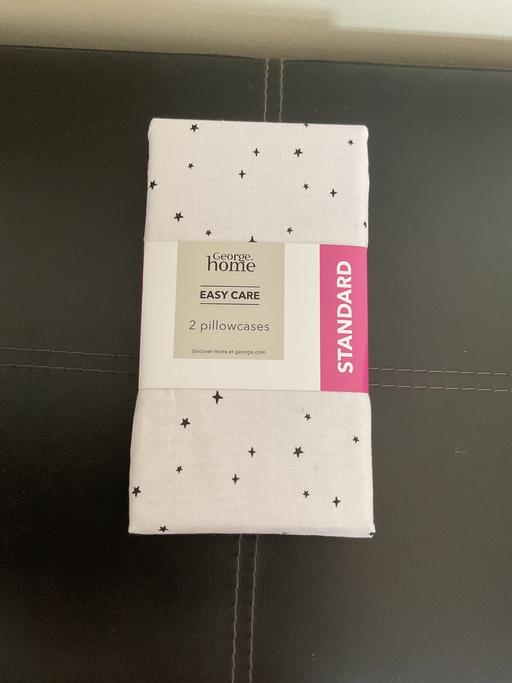 George.
home
EASY CARE
2 pillowcases
discover more at george.com
STANDARD